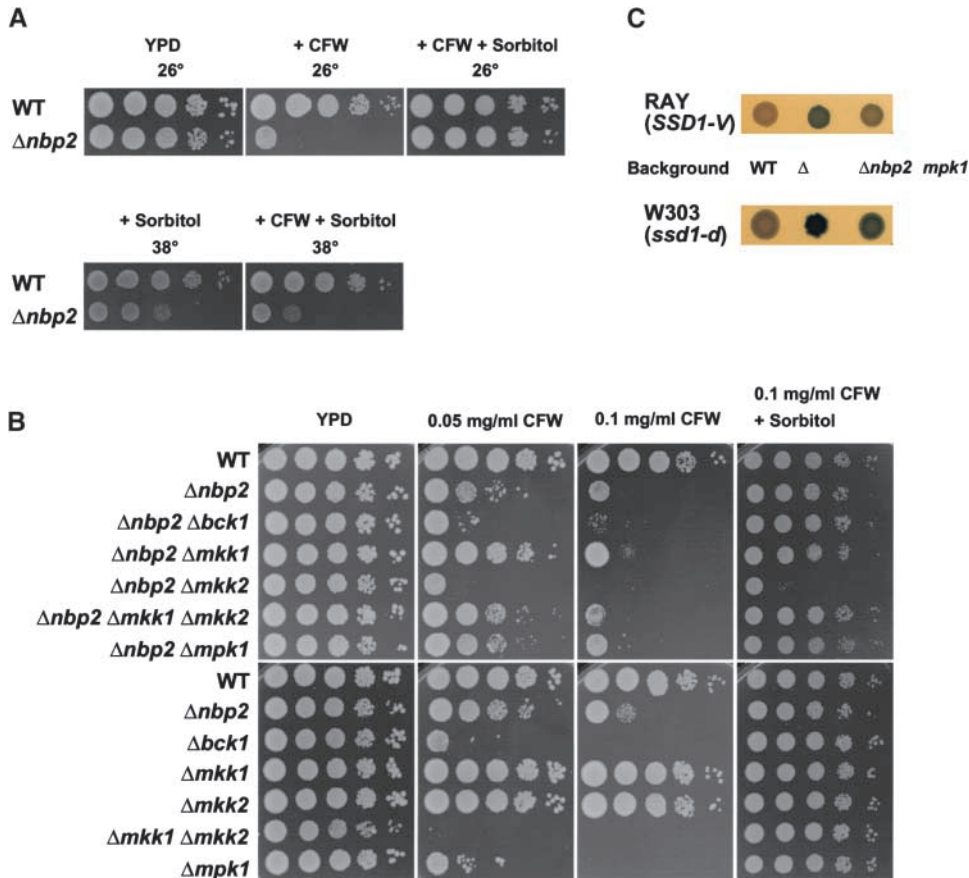 A
YPD
26°
+ CFW
26°
+ CFW + Sorbitol
26°
WT
Δnbp2
+ Sorbitol
38°
+ CFW + Sorbitol
38°
WT
Δnbp2
C
RAY
(SSD1-V)
Background WT Δ Δnbp2 mpk1
W303
(ssd1-d)
B
YPD
0.05 mg/ml CFW
0.1 mg/ml CFW
0.1 mg/ml CFW
+ Sorbitol
WT
Δnbp2
Δnbp2 Δbck1
Δnbp2 Δmkk1
Δnbp2 Δmkk2
Δnbp2 Δmkk1 Δmkk2
Δnbp2 Δmpk1
WT
Δnbp2
Δbck1
Δmkk1
Δmkk2
Δmkk1 Δmkk2
Δmpk1